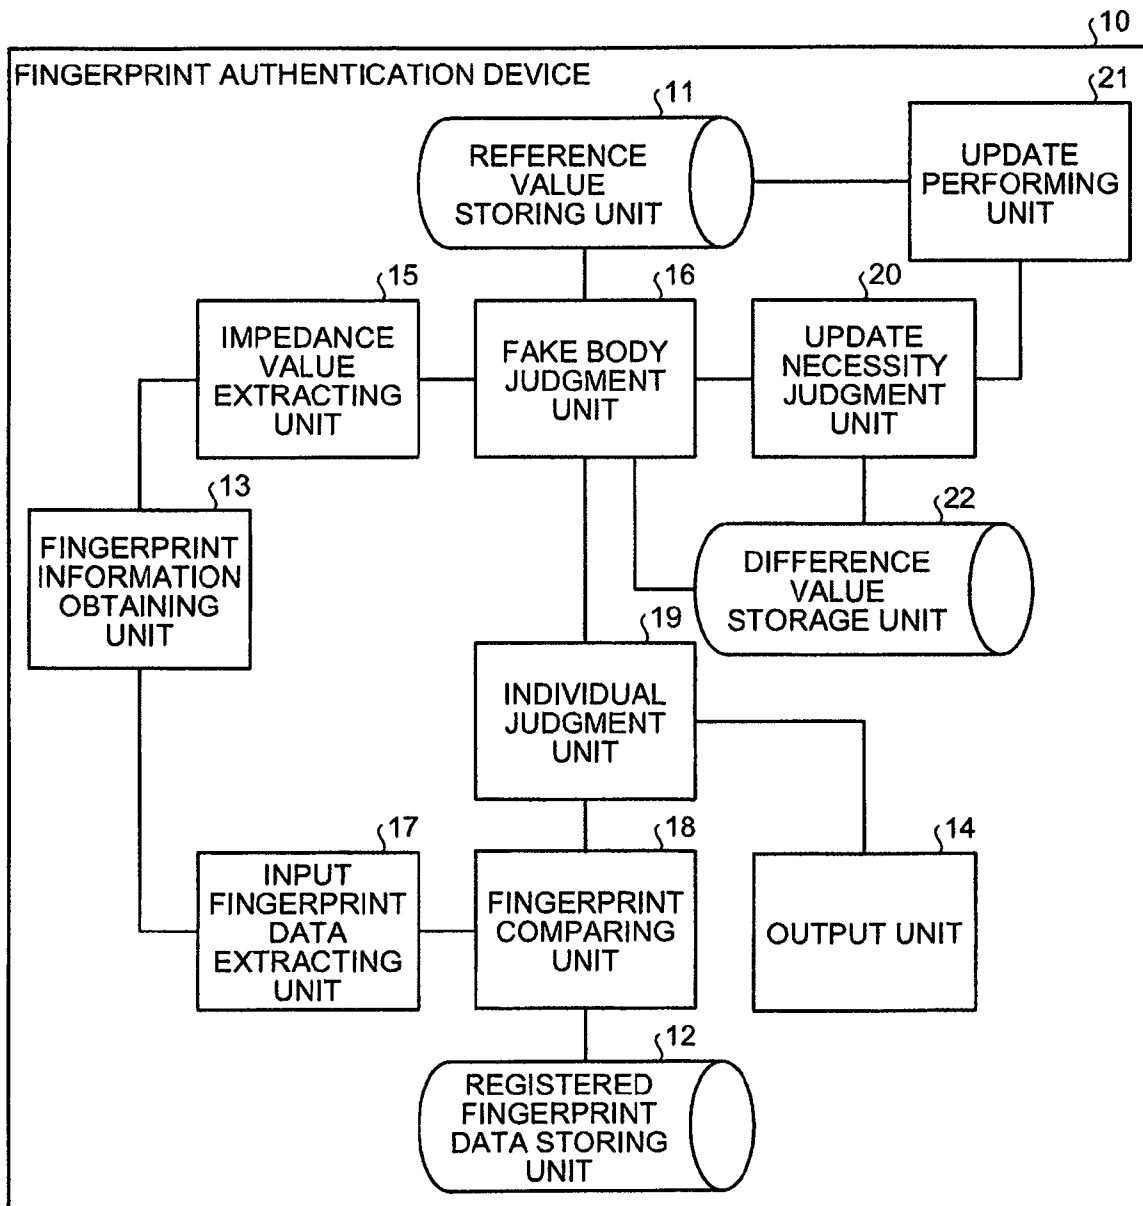 10
FINGERPRINT AUTHENTICATION DEVICE
11
REFERENCE
VALUE
STORING UNIT
21
UPDATE
PERFORMING
UNIT
15
IMPEDANCE
VALUE
EXTRACTING
UNIT
16
FAKE BODY
JUDGMENT
UNIT
20
UPDATE
NECESSITY
JUDGMENT
UNIT
13
FINGERPRINT
INFORMATION
OBTAINING
UNIT
22
DIFFERENCE
VALUE
STORAGE UNIT
19
INDIVIDUAL
JUDGMENT
UNIT
17
INPUT
FINGERPRINT
DATA
EXTRACTING
UNIT
18
FINGERPRINT
COMPARING
UNIT
14
OUTPUT UNIT
12
REGISTERED
FINGERPRINT
DATA STORING
UNIT